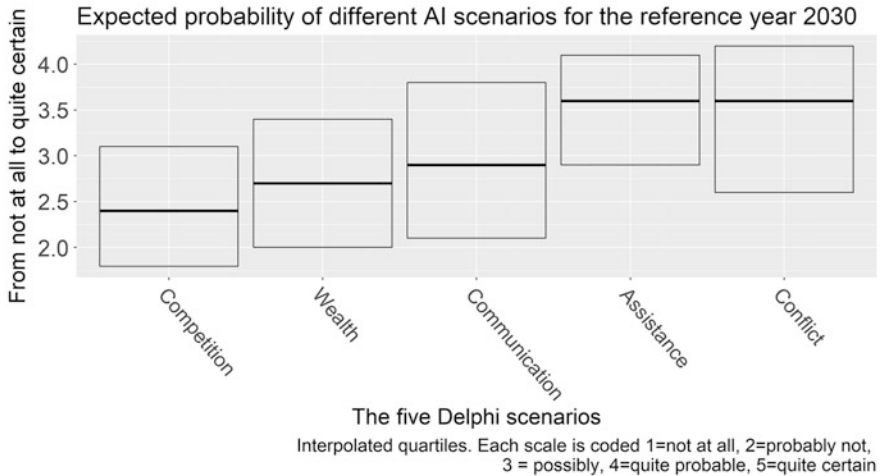 Expected probability of different AI scenarios for the reference year 2030
From not at all to quite certain
4.0
3.5
3.0
2.5
2.0
Competition
Wealth
Communication
Assistance
Conflict
The five Delphi scenarios
Interpolated quartiles. Each scale is coded 1=not at all, 2=probably not,
3 = possibly, 4=quite probable, 5=quite certain